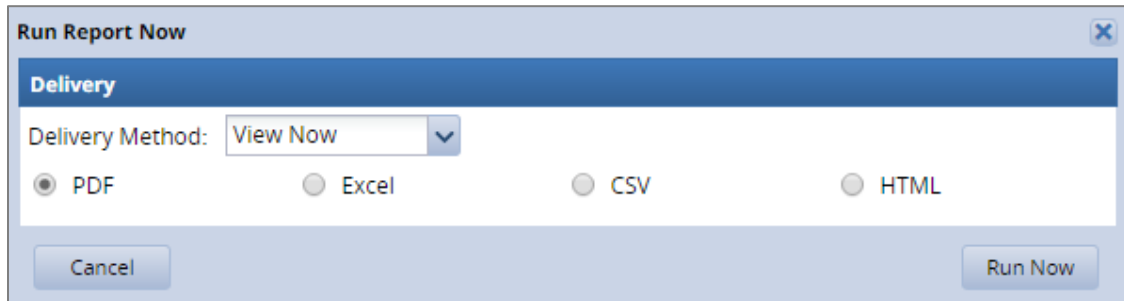 Run Report Now
Delivery
Delivery Method: View Now
PDF Excel CSV HTML
Cancel Run Now